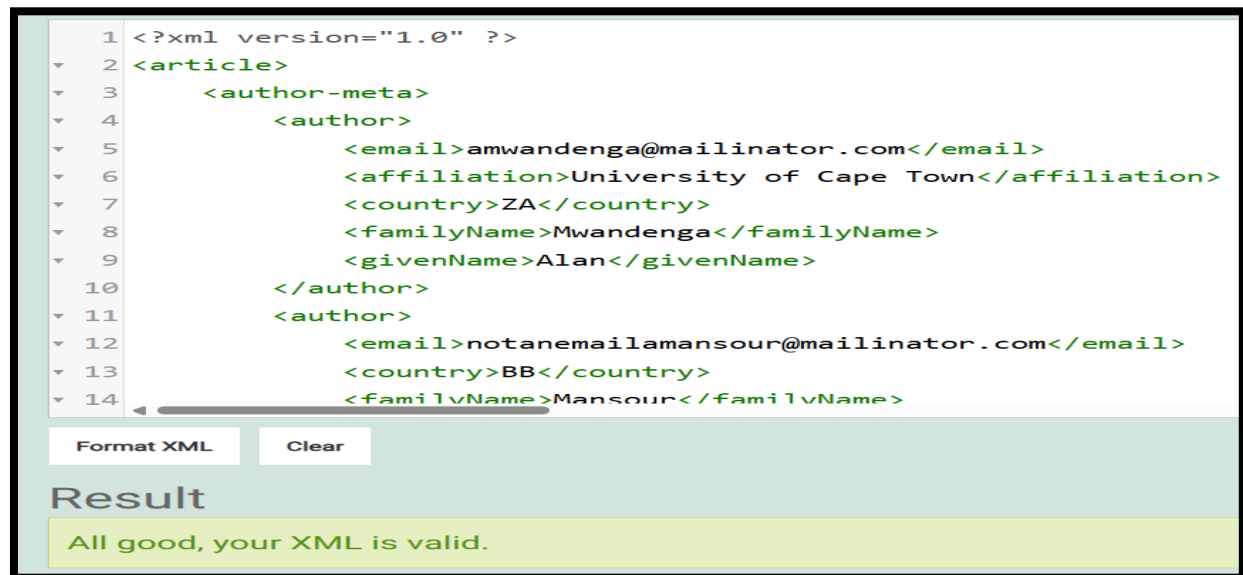 1 <?xml version="1.0" ?>
2 <article>
3 <author-meta>
4 <author>
5 <email>amwandenga@mailinator.com</email>
6 <affiliation>University of Cape Town</affiliation>
7 <country>ZA</country>
8 <familyName>Mwandenga</familyName>
9 <givenName>Alan</givenName>
10 </author>
11 <author>
12 <email>notanemailamansour@mailinator.com</email>
13 <country>BB</country>
14 <familyName>Mansour</familyName>
Format XML Clear
Result
All good, your XML is valid.